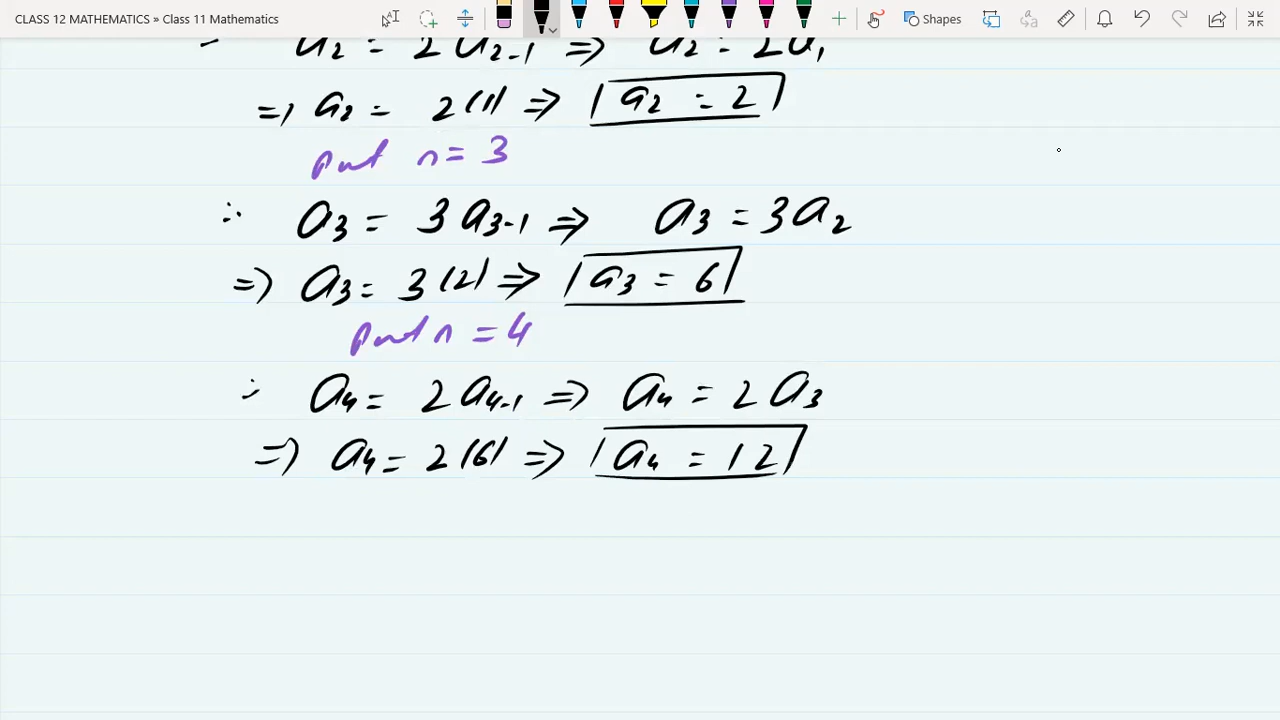 CLASS 12 MATHEMATICS » Class 11 Mathematics
Shapes
∴ a₂ = 2a₂₋₁ ⇒ a₂ = 2a₁
⇒ a₂ = 2(1) ⇒ a₂ = 2
put n = 3
∴ a₃ = 3a₃₋₁ ⇒ a₃ = 3a₂
⇒ a₃ = 3(2) ⇒ a₃ = 6
put n = 4
∴ a₄ = 2a₄₋₁ ⇒ a₄ = 2a₃
⇒ a₄ = 2(6) ⇒ a₄ = 12